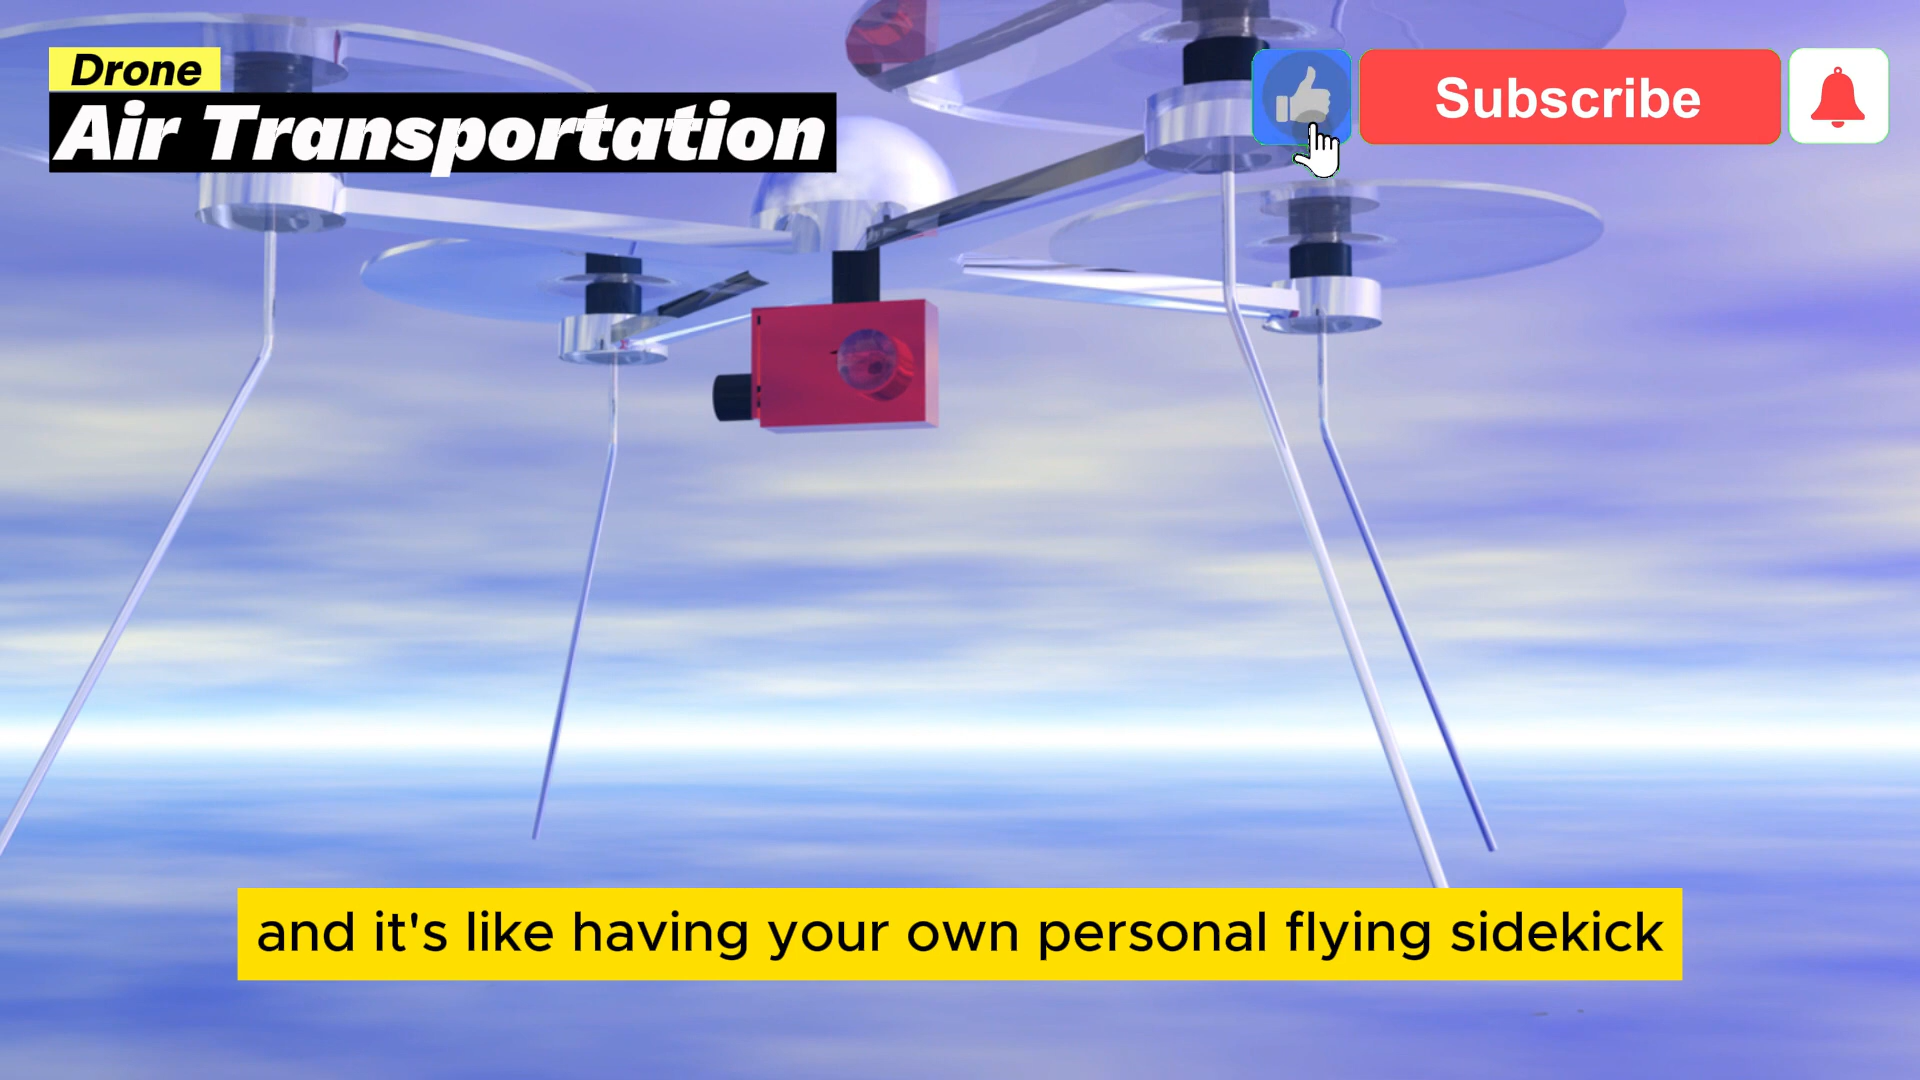 Drone
Air Transportation
Subscribe
and it's like having your own personal flying sidekick